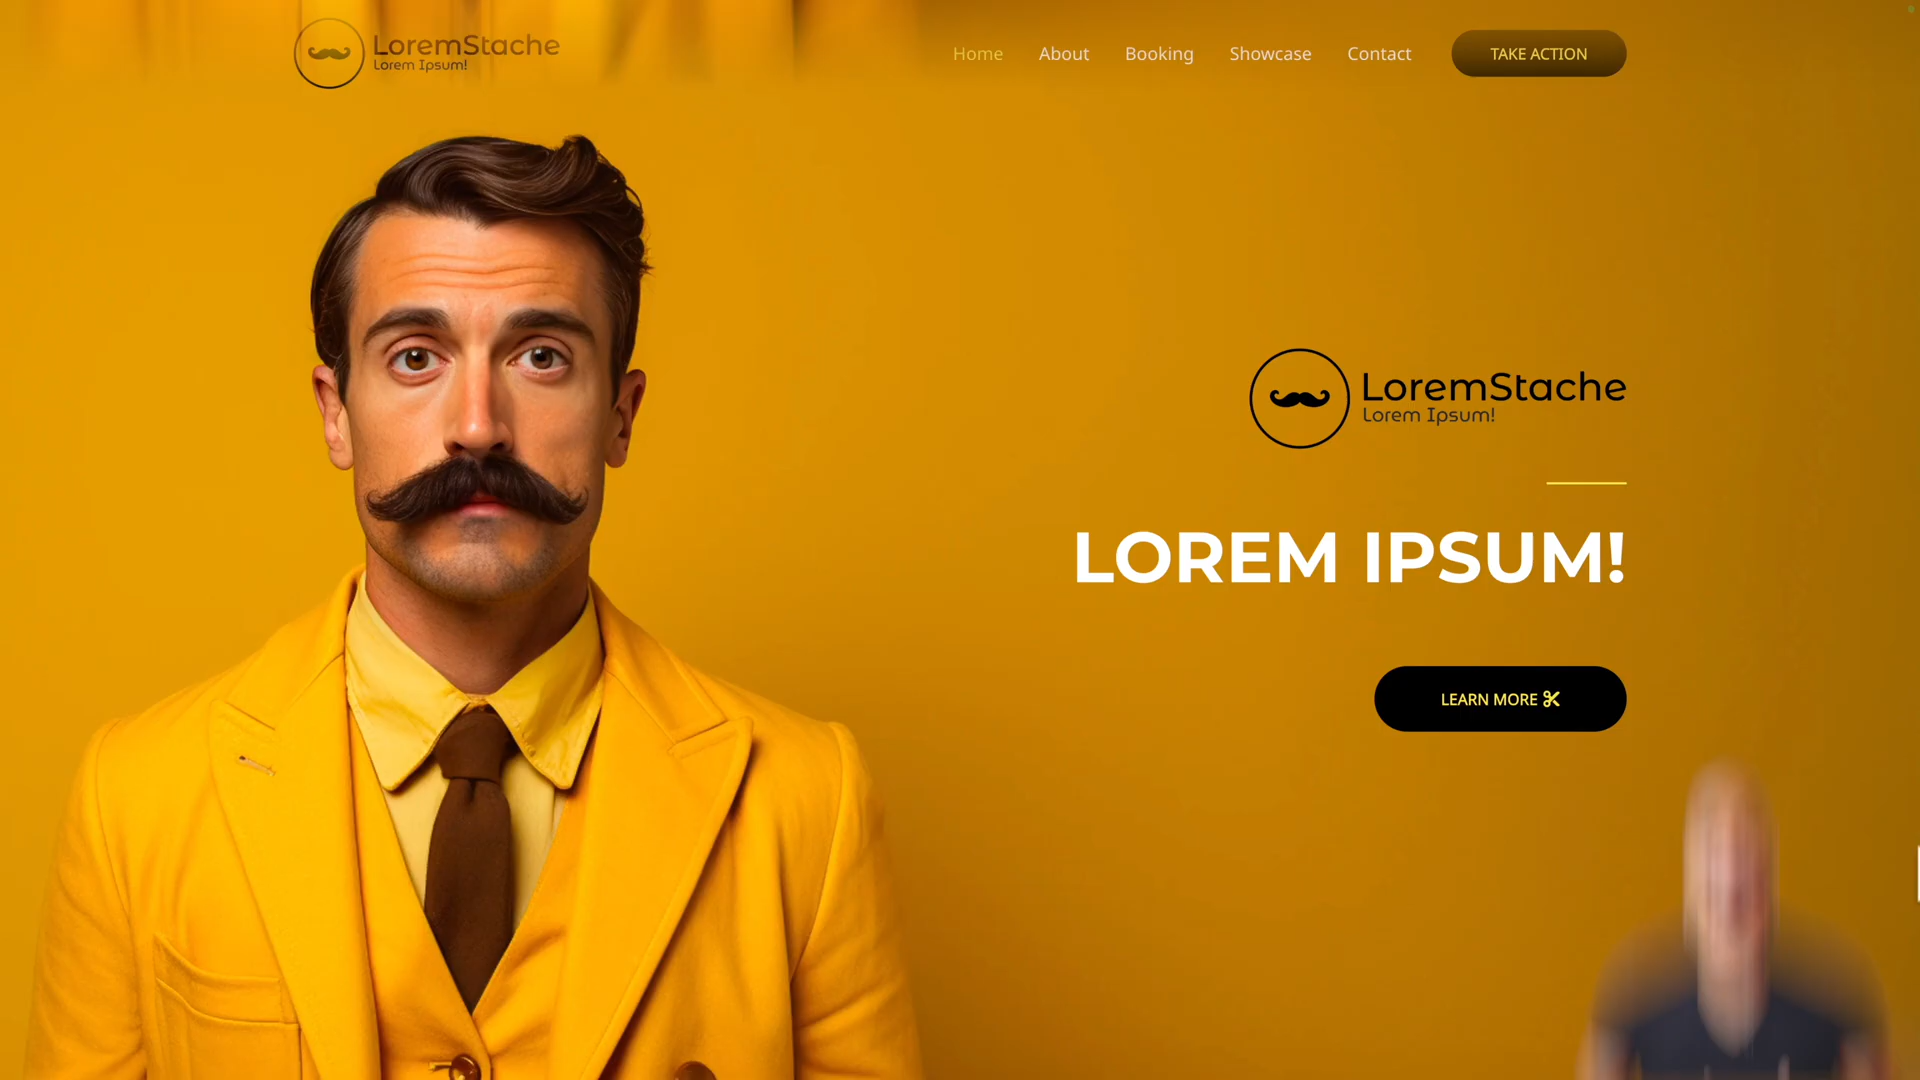 LoremStache
Lorem Ipsum!
Home
About
Booking
Showcase
Contact
TAKE ACTION
LoremStache
Lorem Ipsum!
LOREM IPSUM!
LEARN MORE